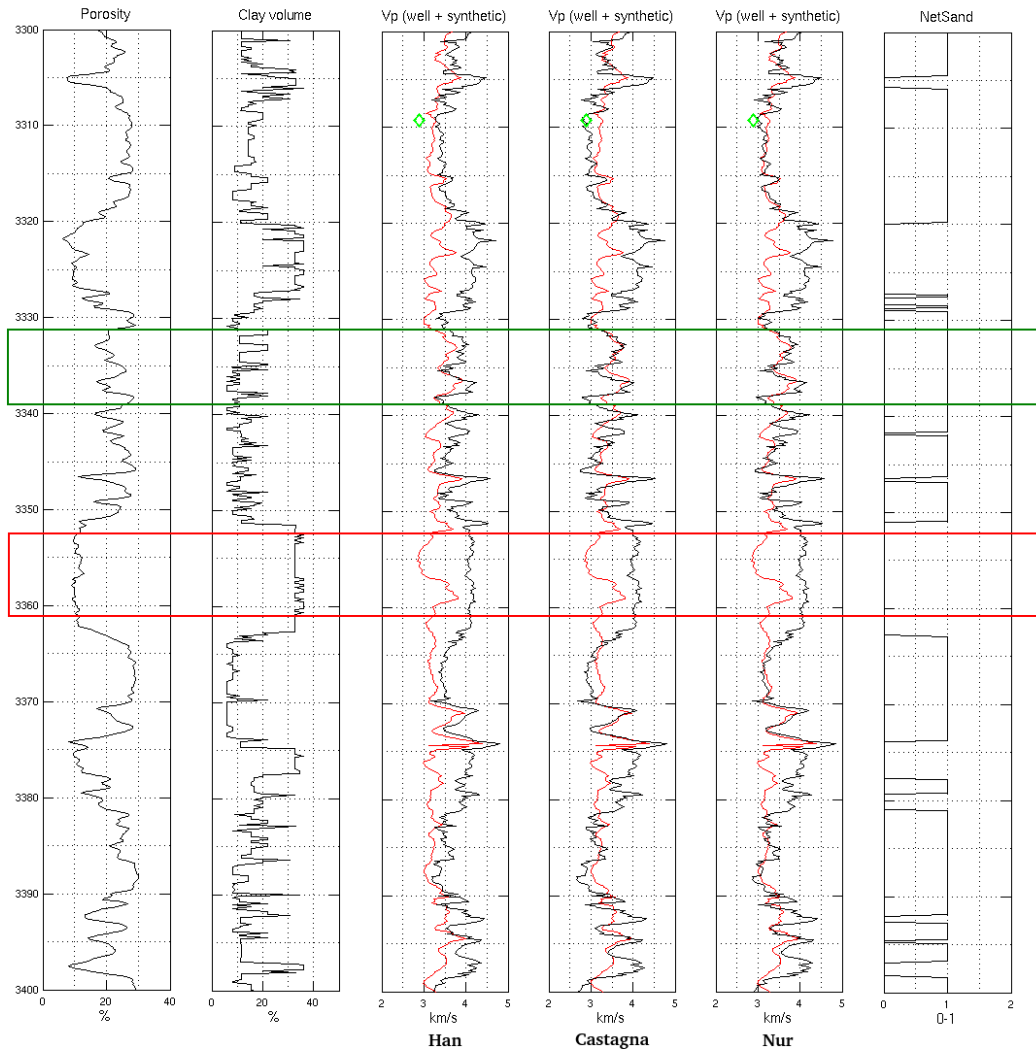 Porosity
Clay volume
Vp (well + synthetic)
Vp (well + synthetic)
Vp (well + synthetic)
NetSand
3300
3310
3320
3330
3340
3350
3360
3370
3380
3390
3400
0 20 40
0 20 40
2 3 4 5
2 3 4 5
2 3 4 5
0 1 2
%
%
km/s
km/s
km/s
0-1
Han
Castagna
Nur